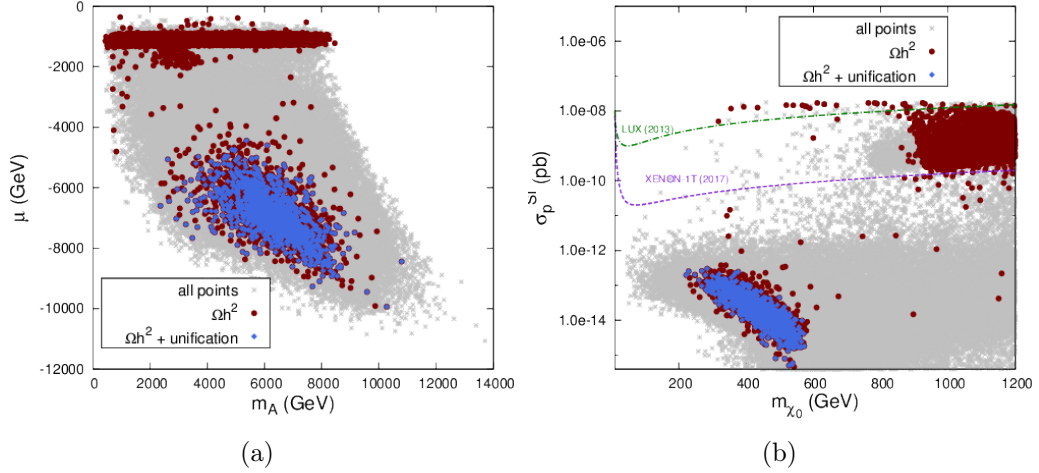 0
-2000
-4000
-6000
-8000
-10000
-12000
μ (GeV)
all points
Ωh²
Ωh² + unification
0 2000 4000 6000 8000 10000 12000 14000
m_A (GeV)
(a)
1.0e-06
1.0e-08
1.0e-10
1.0e-12
1.0e-14
σ_p^SI (pb)
all points
Ωh²
Ωh² + unification
LUX (2013)
XENON 1T (2017)
200 400 600 800 1000 1200
m_χ₀ (GeV)
(b)